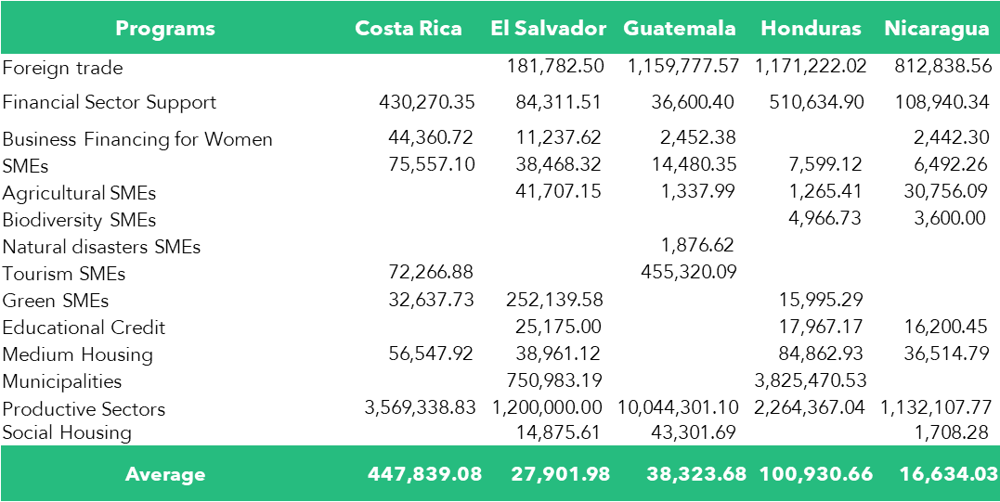 Programs Costa Rica El Salvador Guatemala Honduras Nicaragua
Foreign trade 181,782.50 1,159,777.57 1,171,222.02 812,838.56
Financial Sector Support 430,270.35 84,311.51 36,600.40 510,634.90 108,940.34
Business Financing for Women 44,360.72 11,237.62 2,452.38 2,442.30
SMEs 75,557.10 38,468.32 14,480.35 7,599.12 6,492.26
Agricultural SMEs 41,707.15 1,337.99 1,265.41 30,756.09
Biodiversity SMEs 4,966.73 3,600.00
Natural disasters SMEs 1,876.62
Tourism SMEs 72,266.88 455,320.09
Green SMEs 32,637.73 252,139.58 15,995.29
Educational Credit 25,175.00 17,967.17 16,200.45
Medium Housing 56,547.92 38,961.12 84,862.93 36,514.79
Municipalities 750,983.19 3,825,470.53
Productive Sectors 3,569,338.83 1,200,000.00 10,044,301.10 2,264,367.04 1,132,107.77
Social Housing 14,875.61 43,301.69 1,708.28
Average 447,839.08 27,901.98 38,323.68 100,930.66 16,634.03